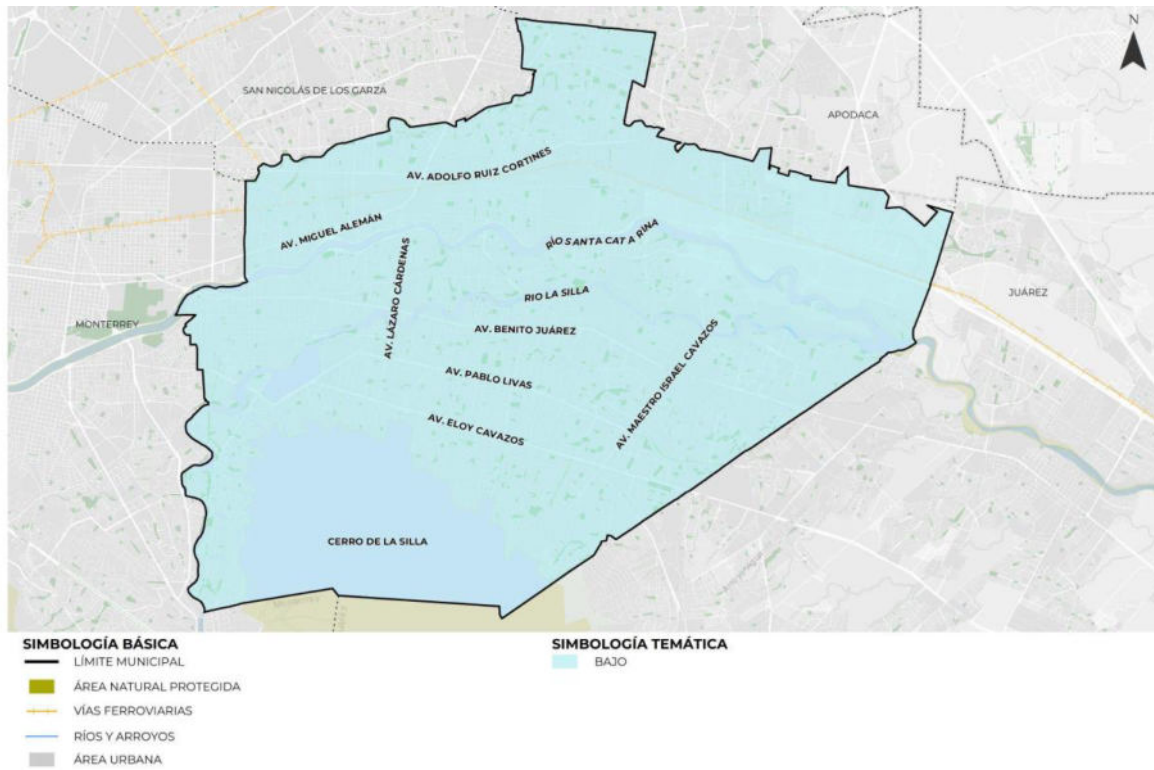 N
SAN NICOLÁS DE LOS GARZA
APODACA
AV. ADOLFO RUIZ CORTINES
AV. MIGUEL ALEMÁN
RÍO SANTA CATARINA
AV. LÁZARO CÁRDENAS
RIO LA SILLA
JUÁREZ
MONTERREY
AV. BENITO JUÁREZ
AV. MAESTRO ISRAEL CAVAZOS
AV. PABLO LIVAS
AV. ELOY CAVAZOS
CERRO DE LA SILLA
SIMBOLOGÍA BÁSICA
LÍMITE MUNICIPAL
ÁREA NATURAL PROTEGIDA
VÍAS FERROVIARIAS
RÍOS Y ARROYOS
ÁREA URBANA
SIMBOLOGÍA TEMÁTICA
BAJO